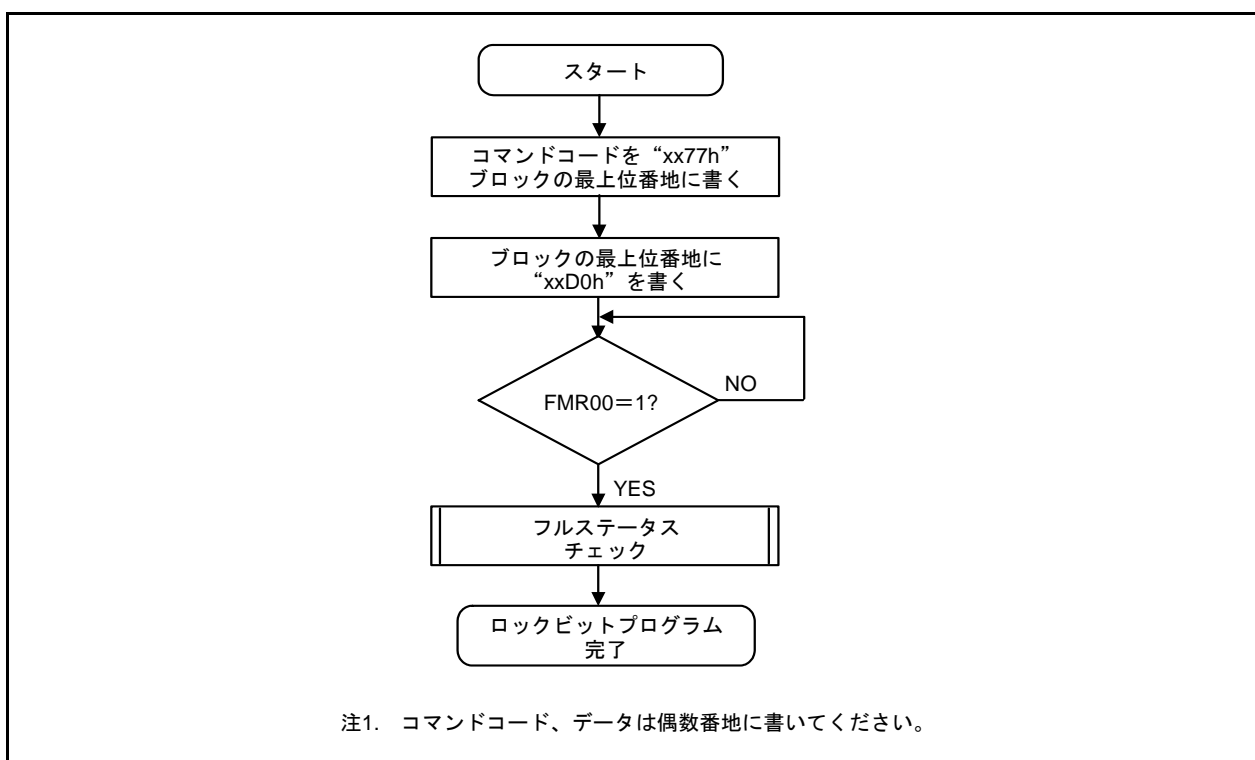 スタート
コマンドコードを“xx77h”
ブロックの最上位番地に書く
ブロックの最上位番地に
“xxD0h”を書く
FMR00＝1?
NO
YES
フルステータス
チェック
ロックビットプログラム
完了
注1. コマンドコード、データは偶数番地に書いてください。